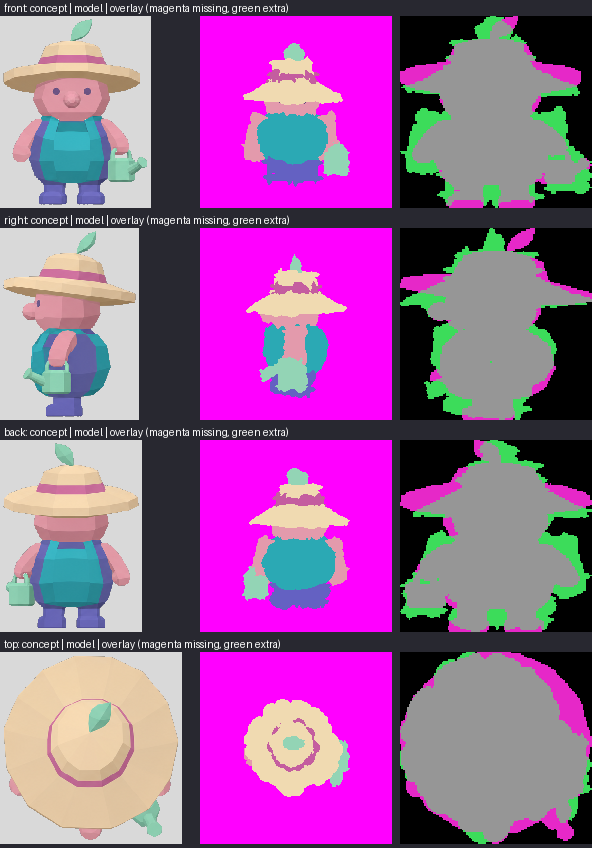 front: concept | model | overlay (magenta missing, green extra)
right: concept | model | overlay (magenta missing, green extra)
back: concept | model | overlay (magenta missing, green extra)
top: concept | model | overlay (magenta missing, green extra)